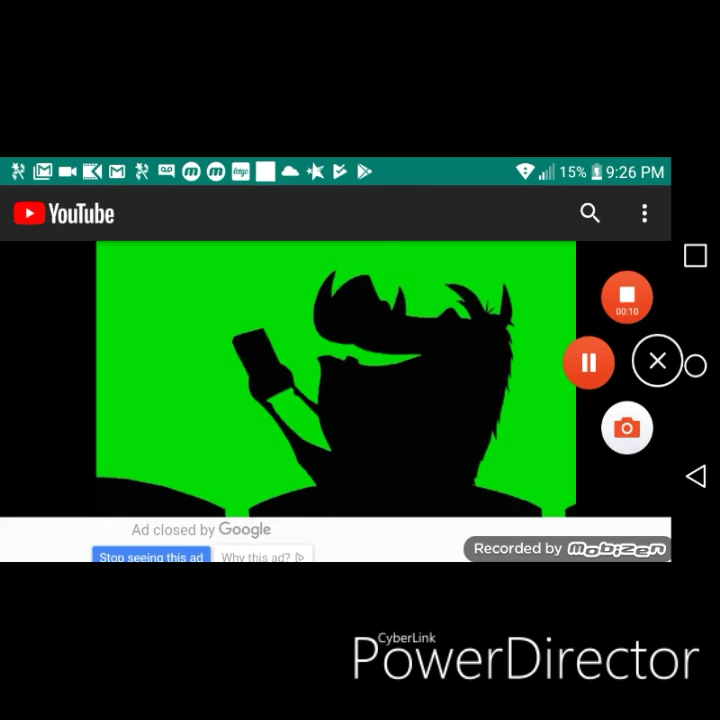 letgo
15% 9:26 PM
YouTube
00:10
Ad closed by Google
Stop seeing this ad
Why this ad?
Recorded by mobizen
CyberLink
PowerDirector